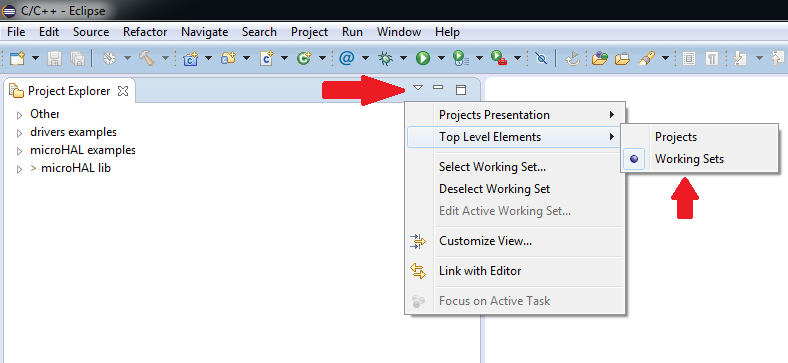 C/C++ - Eclipse
File Edit Source Refactor Navigate Search Project Run Window Help
Project Explorer
Other
drivers examples
microHAL examples
> microHAL lib
Projects Presentation
Top Level Elements
Select Working Set...
Deselect Working Set
Edit Active Working Set...
Customize View...
Link with Editor
Focus on Active Task
Projects
Working Sets